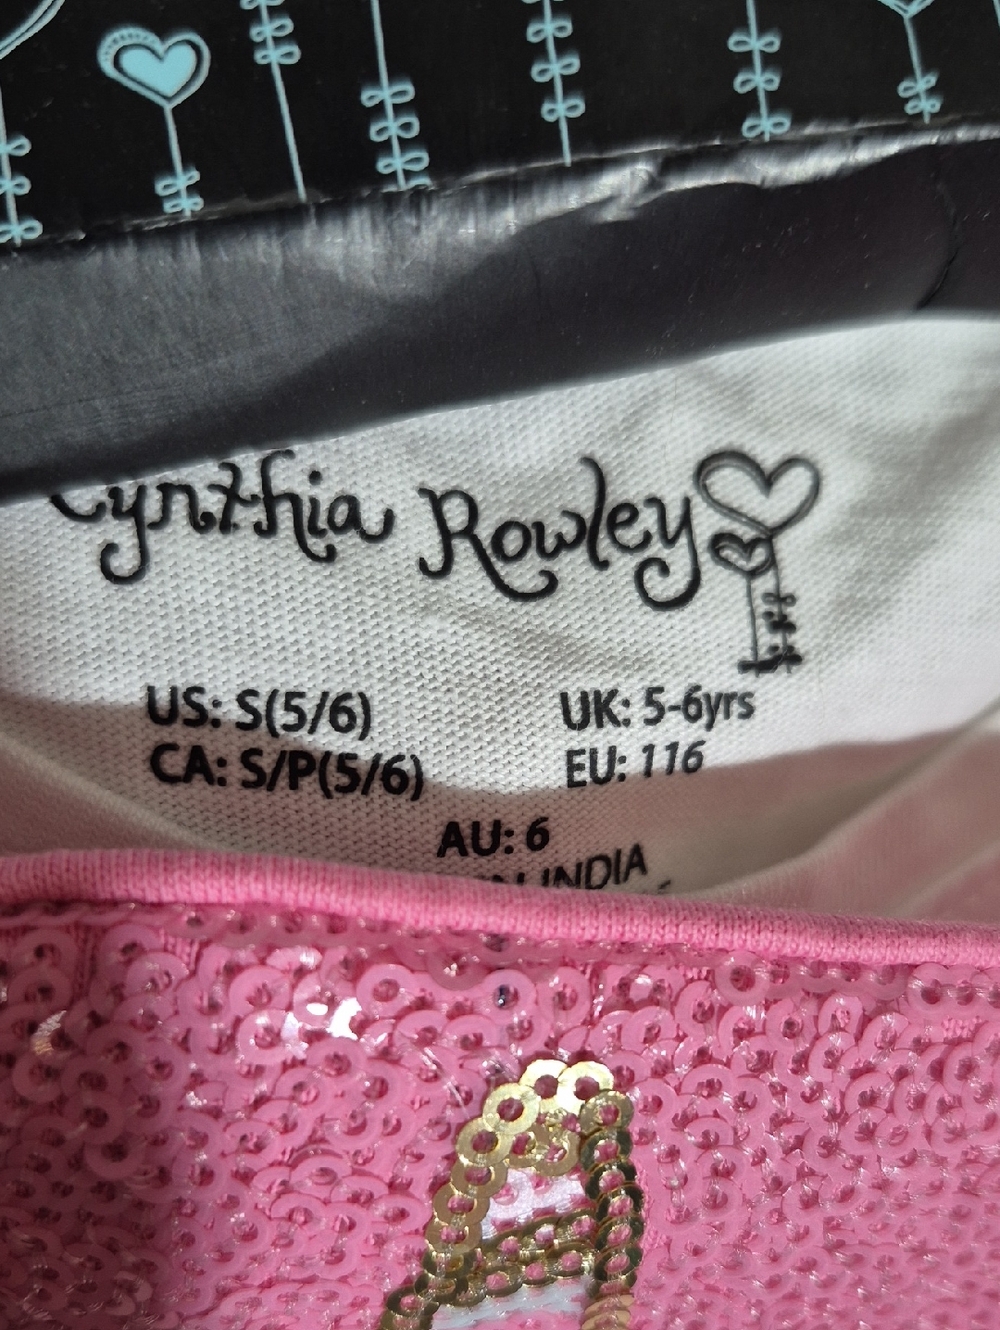 Cynthia Rowley
US: S(5/6) UK: 5-6yrs
CA: S/P(5/6) EU: 116
AU: 6
INDIA